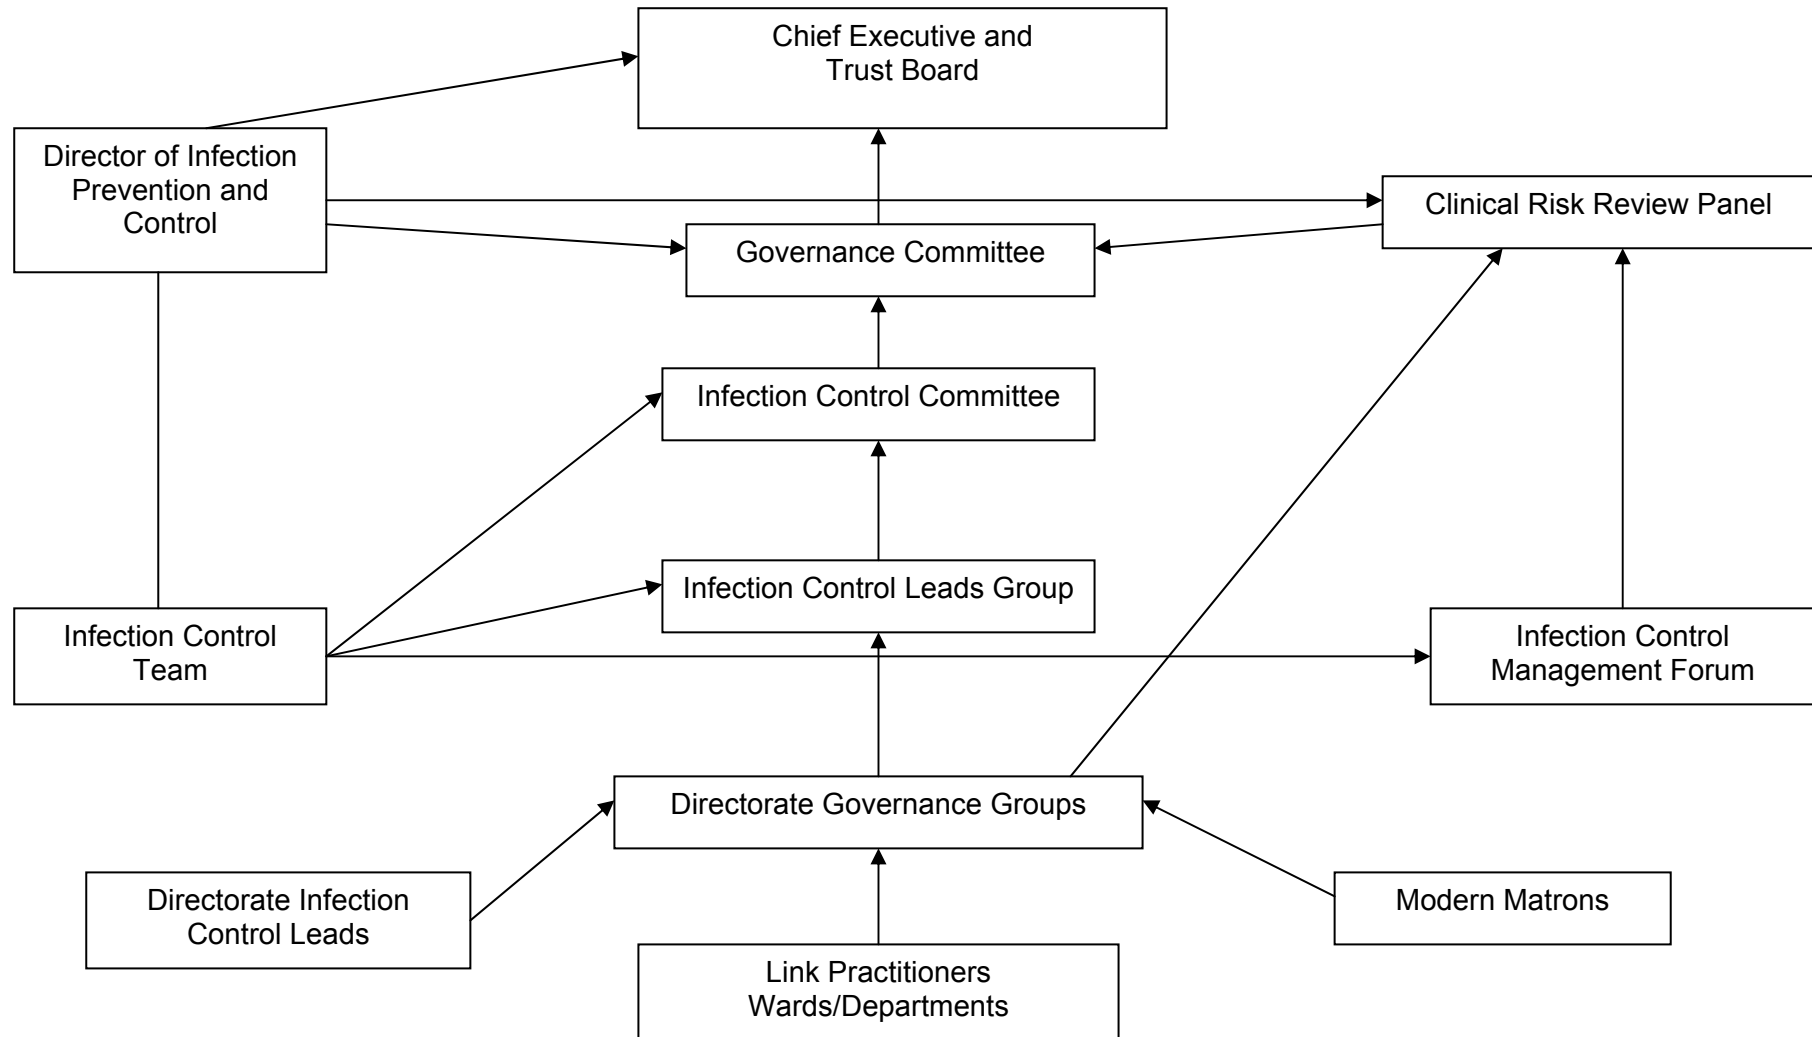 Chief Executive and
Trust Board
Director of Infection
Prevention and
Control
Clinical Risk Review Panel
Governance Committee
Infection Control Committee
Infection Control Leads Group
Infection Control
Team
Infection Control
Management Forum
Directorate Governance Groups
Directorate Infection
Control Leads
Modern Matrons
Link Practitioners
Wards/Departments